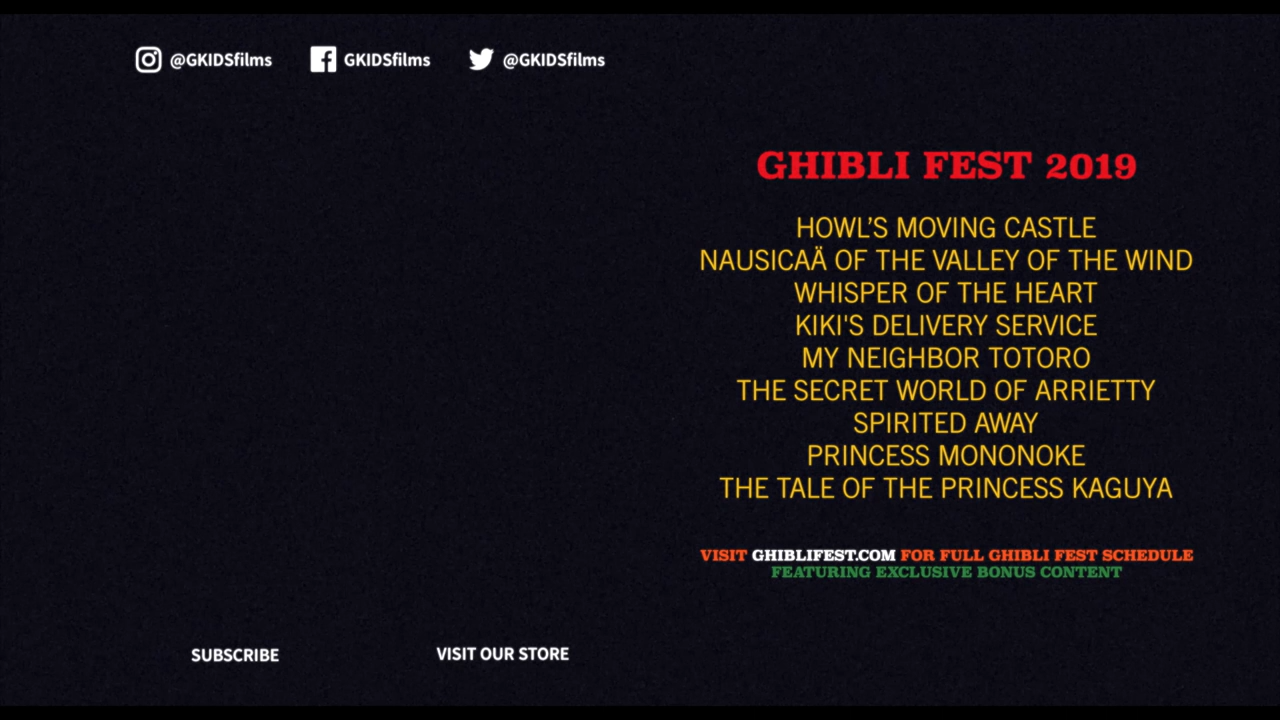 @GKIDSfilms GKIDSfilms @GKIDSfilms
GHIBLI FEST 2019
HOWL’S MOVING CASTLE
NAUSICAÄ OF THE VALLEY OF THE WIND
WHISPER OF THE HEART
KIKI'S DELIVERY SERVICE
MY NEIGHBOR TOTORO
THE SECRET WORLD OF ARRIETTY
SPIRITED AWAY
PRINCESS MONONOKE
THE TALE OF THE PRINCESS KAGUYA
VISIT GHIBLIFEST.COM FOR FULL GHIBLI FEST SCHEDULE
FEATURING EXCLUSIVE BONUS CONTENT
SUBSCRIBE VISIT OUR STORE